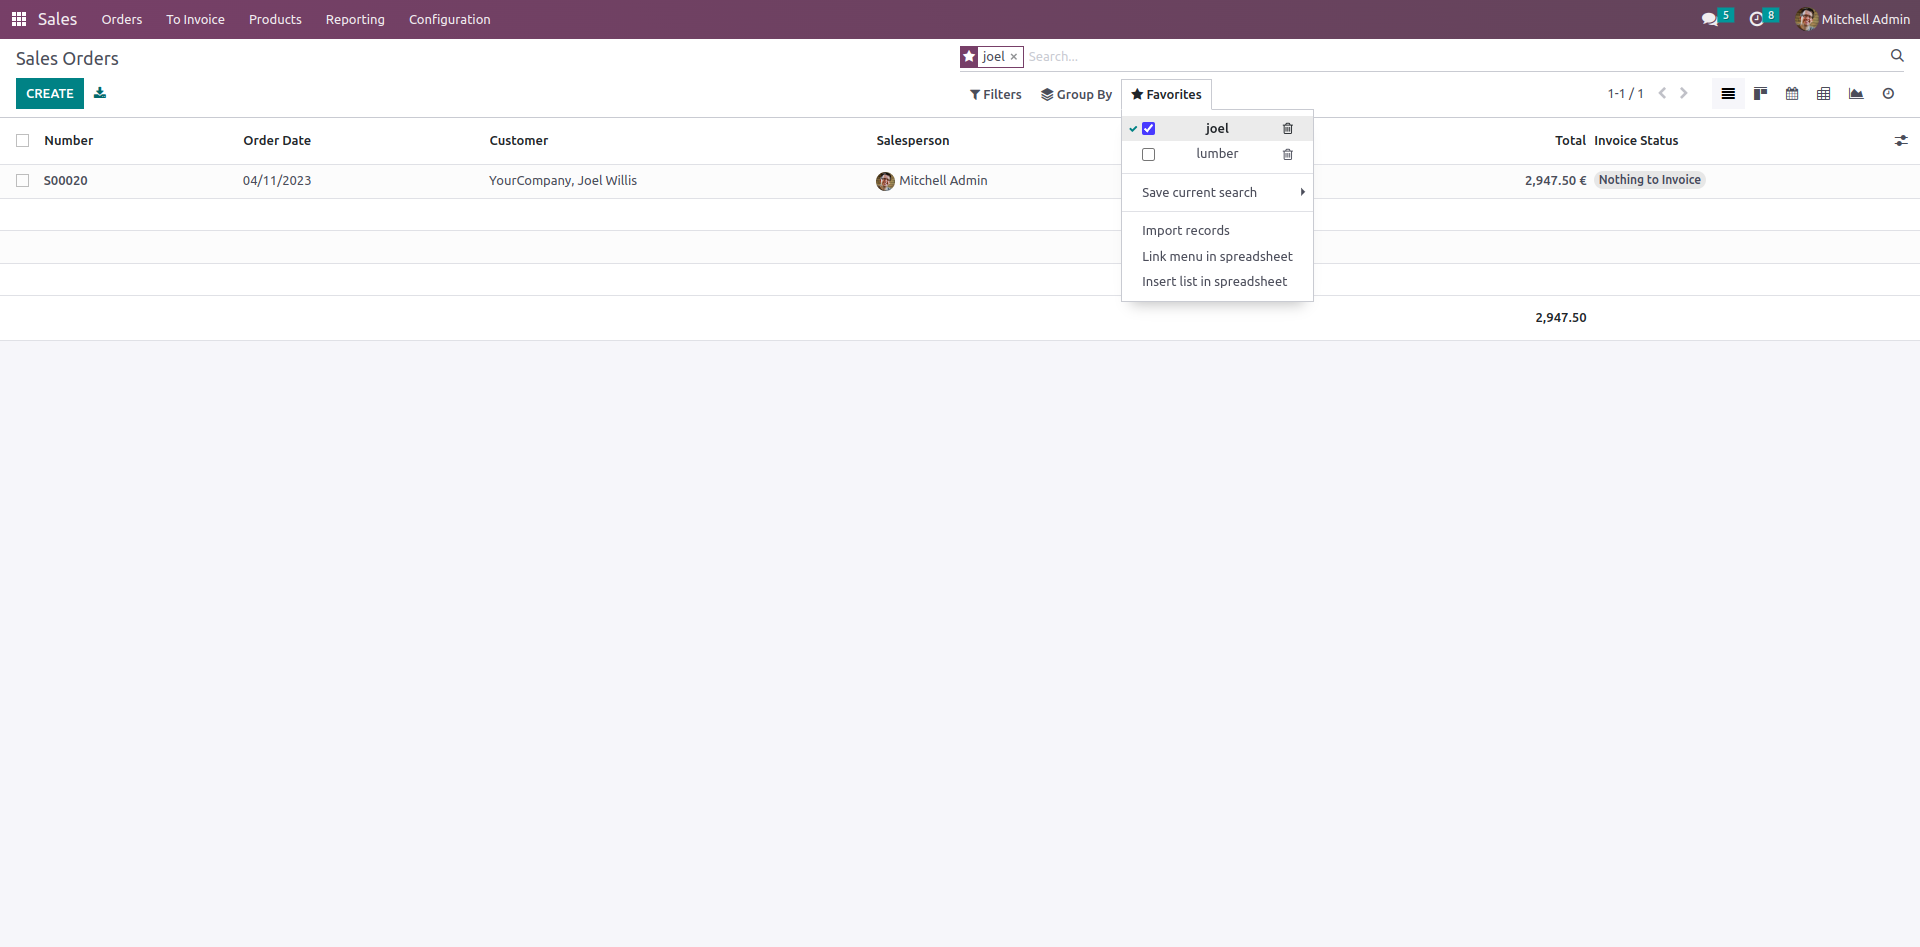 Sales Orders To Invoice Products Reporting Configuration 5 8 Mitchell Admin
Sales Orders joel × Search...
CREATE Filters Group By Favorites 1-1 / 1
Number Order Date Customer Salesperson Total Invoice Status
S00020 04/11/2023 YourCompany, Joel Willis Mitchell Admin 2,947.50 € Nothing to Invoice
joel
lumber
Save current search
Import records
Link menu in spreadsheet
Insert list in spreadsheet
2,947.50